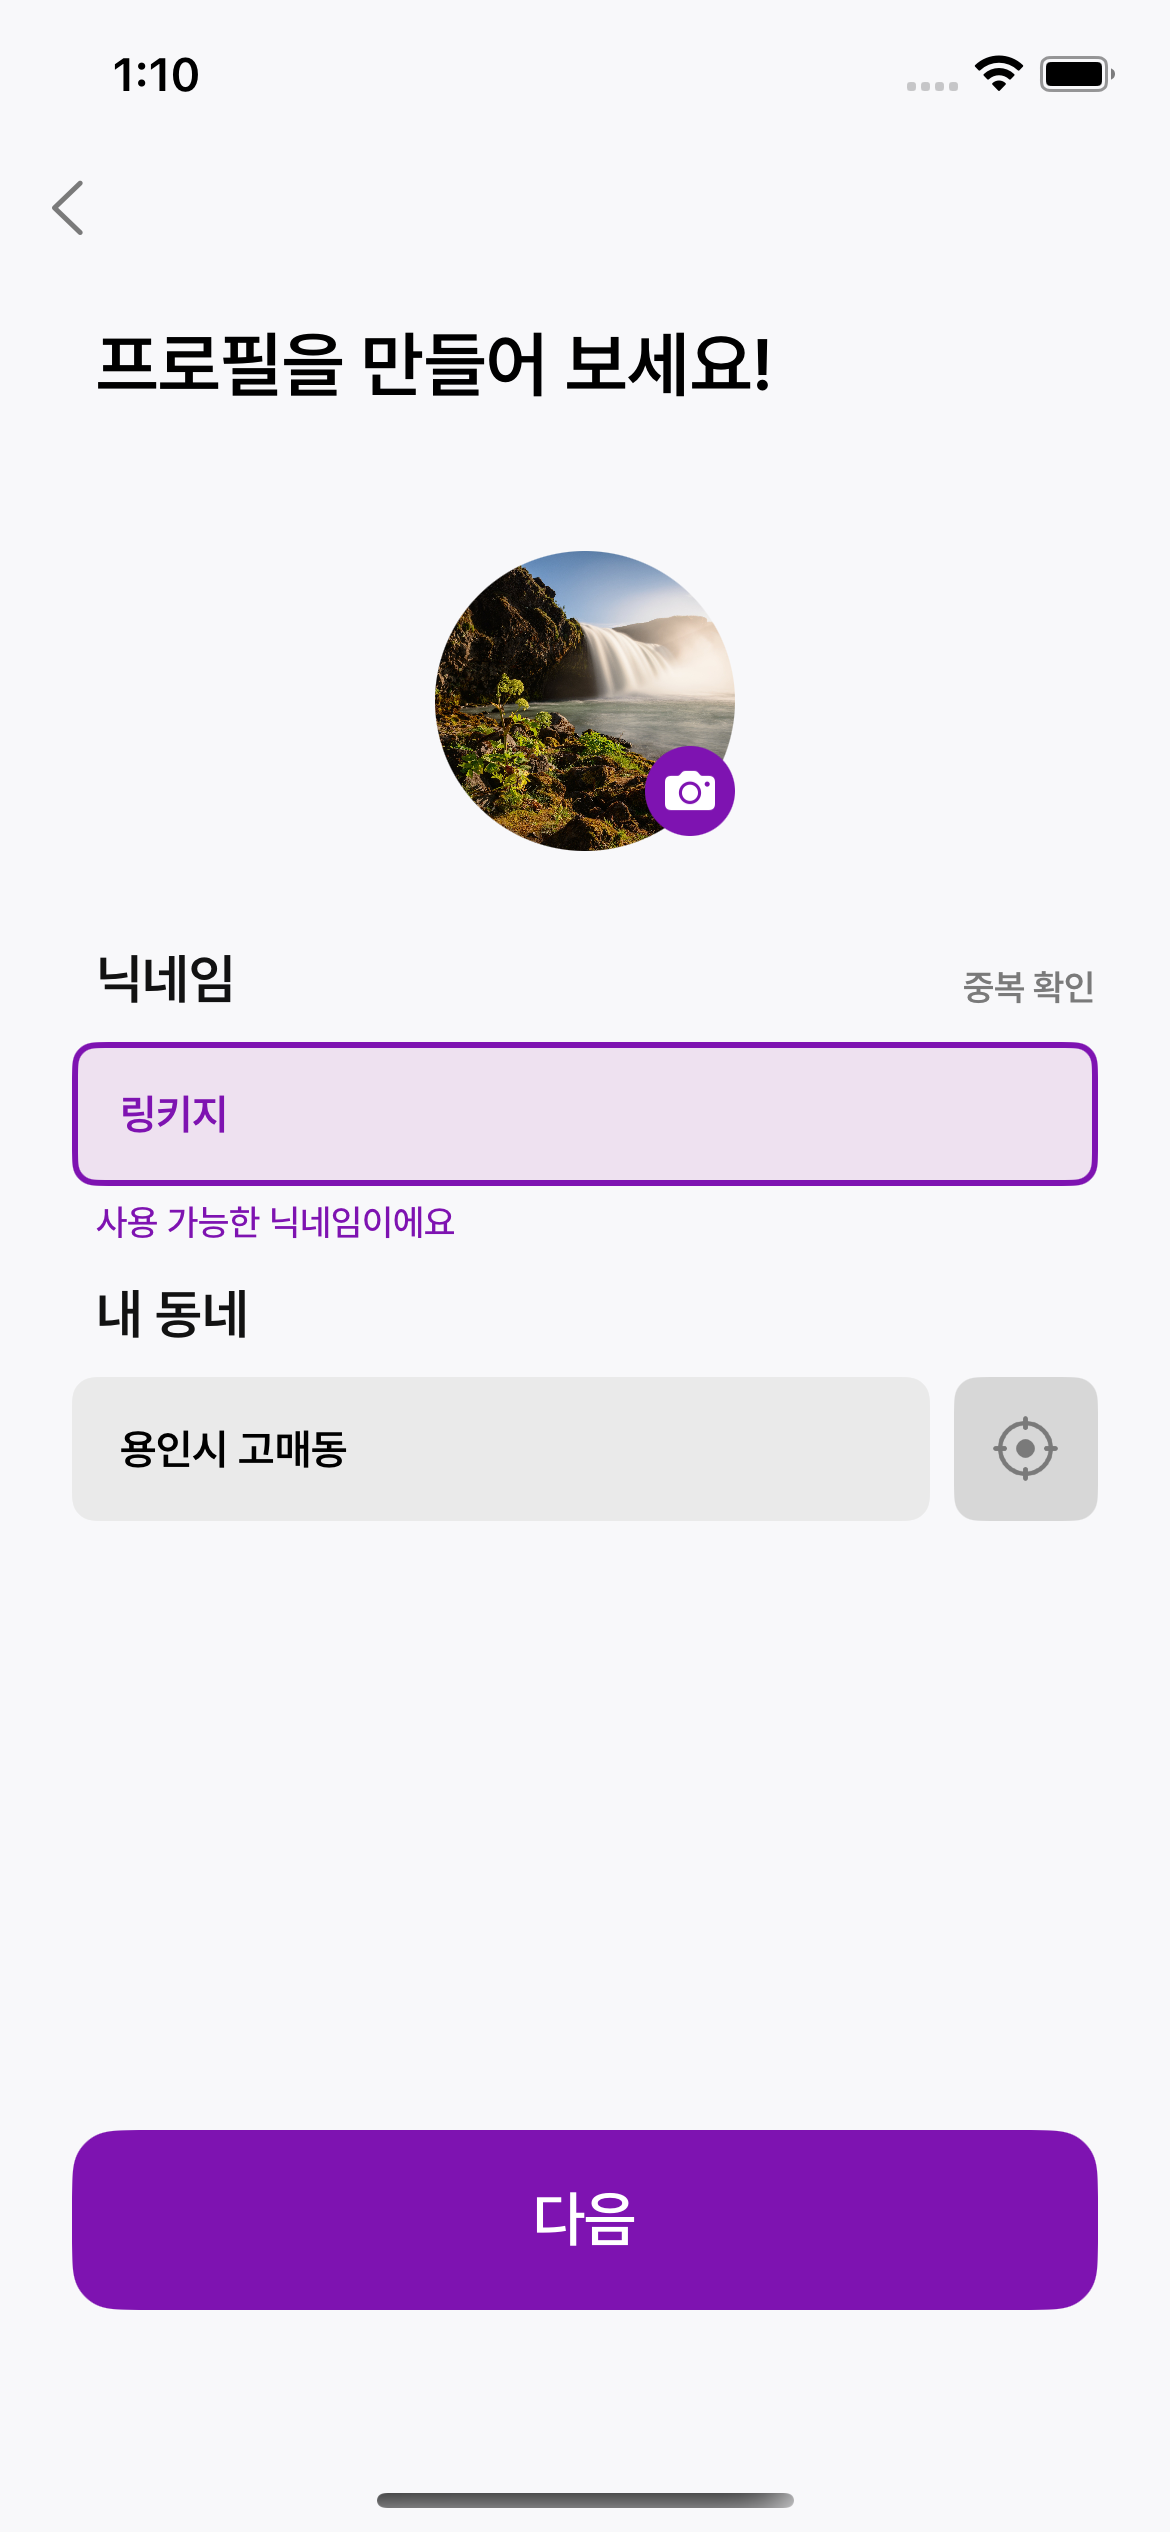 1:10
프로필을 만들어 보세요!
닉네임
중복 확인
링키지
사용 가능한 닉네임이에요
내 동네
용인시 고매동
다음